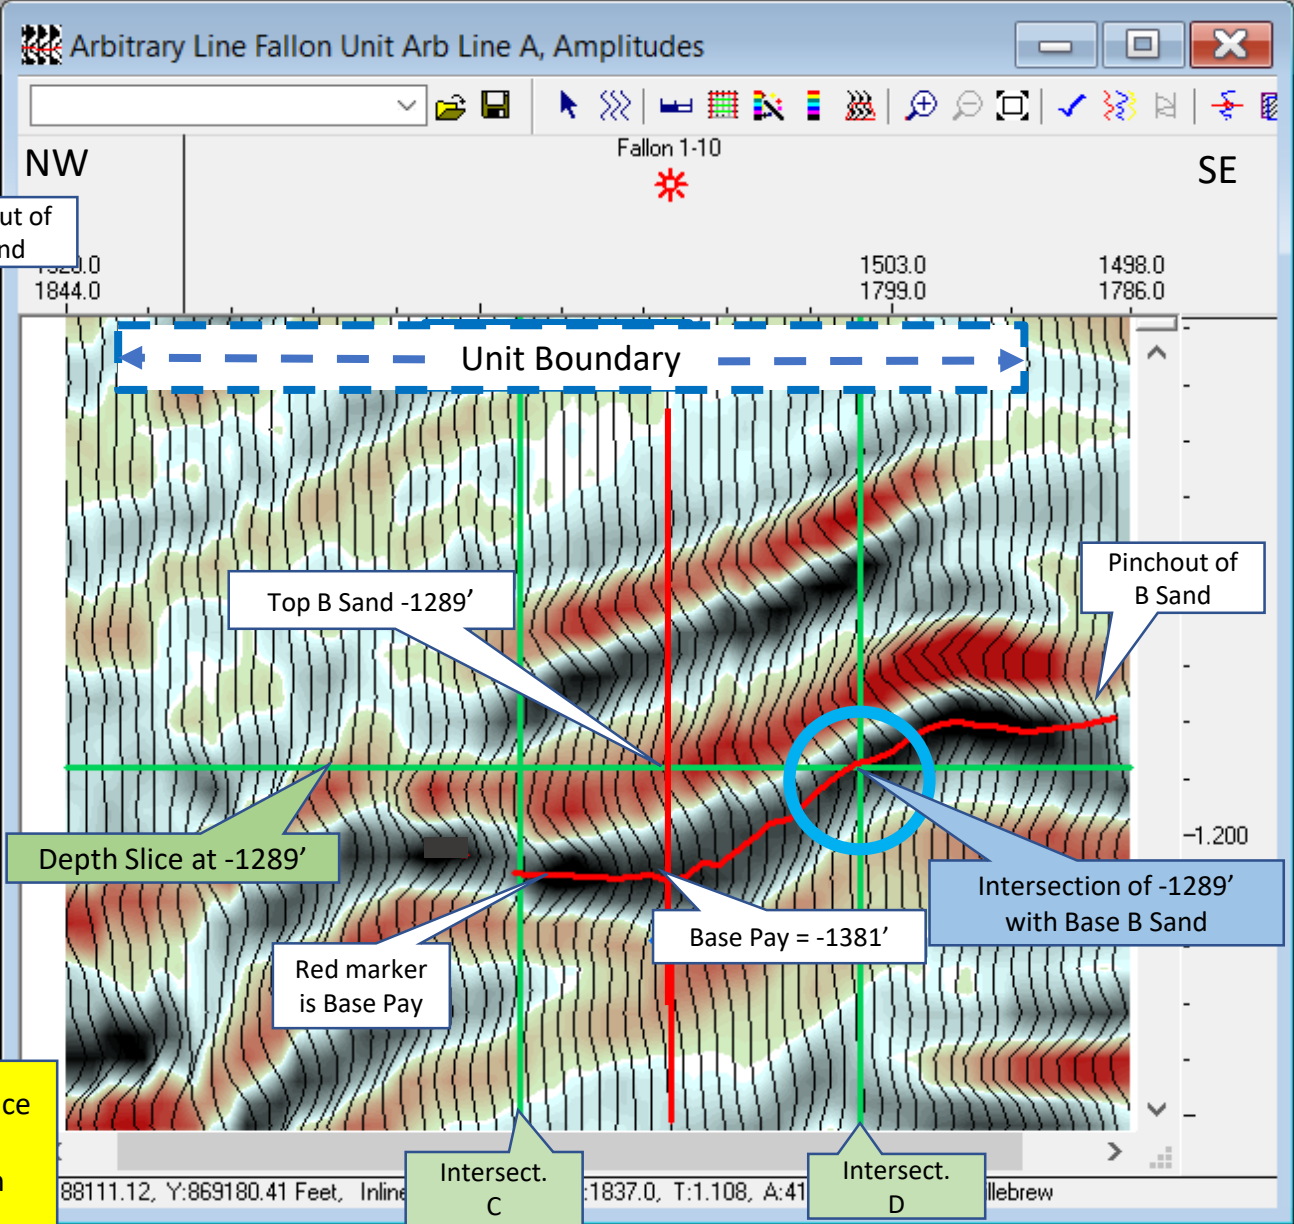 Arbitrary Line Fallon Unit Arb Line A, Amplitudes
NW
Fallon 1-10
SE
ut of
nd
1503.0
1498.0
1844.0
1799.0
1786.0
Unit Boundary
Pinchout of
B Sand
Top B Sand -1289’
Depth Slice at -1289’
-1.200
Intersection of -1289’
with Base B Sand
Base Pay = -1381’
Red marker
is Base Pay
ce
n
Intersect.
C
Intersect.
D
88111.12, Y:869180.41 Feet, Inline
:1837.0, T:1.108, A:41
llebrew